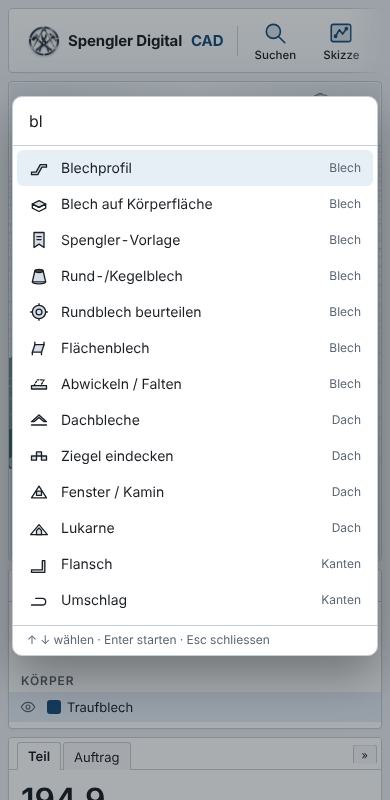 Spengler Digital CAD
Suchen
Skizze
bl
Blechprofil Blech
Blech auf Körperfläche Blech
Spengler-Vorlage Blech
Rund-/Kegelblech Blech
Rundblech beurteilen Blech
Flächenblech Blech
Abwickeln / Falten Blech
Dachbleche Dach
Ziegel eindecken Dach
Fenster / Kamin Dach
Lukarne Dach
Flansch Kanten
Umschlag Kanten
↑ ↓ wählen · Enter starten · Esc schliessen
KÖRPER
Traufblech
Teil Auftrag »
194.9